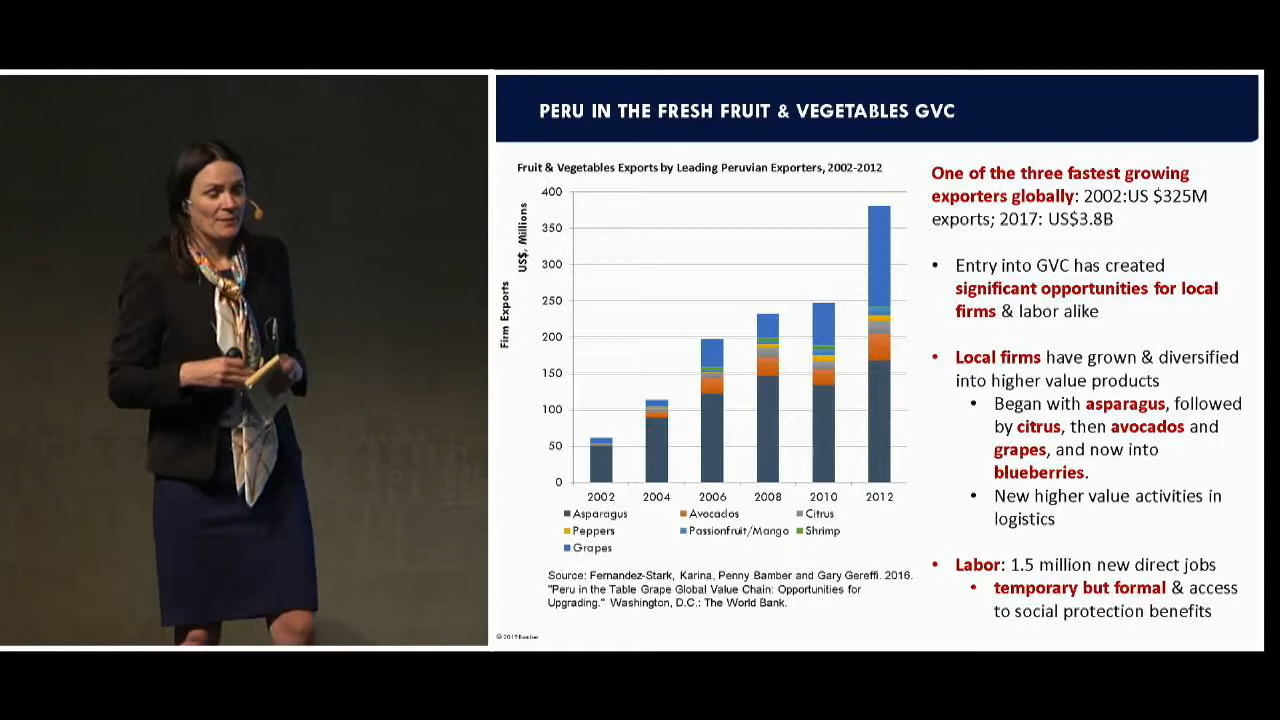 PERU IN THE FRESH FRUIT & VEGETABLES GVC
Fruit & Vegetables Exports by Leading Peruvian Exporters, 2002-2012
Firm Exports
US$, Millions
400
350
300
250
200
150
100
50
0
2002 2004 2006 2008 2010 2012
Asparagus Avocados Citrus
Peppers Passionfruit/Mango Shrimp
Grapes
Source: Fernandez-Stark, Karina, Penny Bamber and Gary Gereffi. 2016.
"Peru in the Table Grape Global Value Chain: Opportunities for
Upgrading." Washington, D.C.: The World Bank.
© 2019 Bamber
One of the three fastest growing
exporters globally: 2002:US $325M
exports; 2017: US$3.8B
• Entry into GVC has created
significant opportunities for local
firms & labor alike
• Local firms have grown & diversified
into higher value products
• Began with asparagus, followed
by citrus, then avocados and
grapes, and now into
blueberries.
• New higher value activities in
logistics
• Labor: 1.5 million new direct jobs
• temporary but formal & access
to social protection benefits